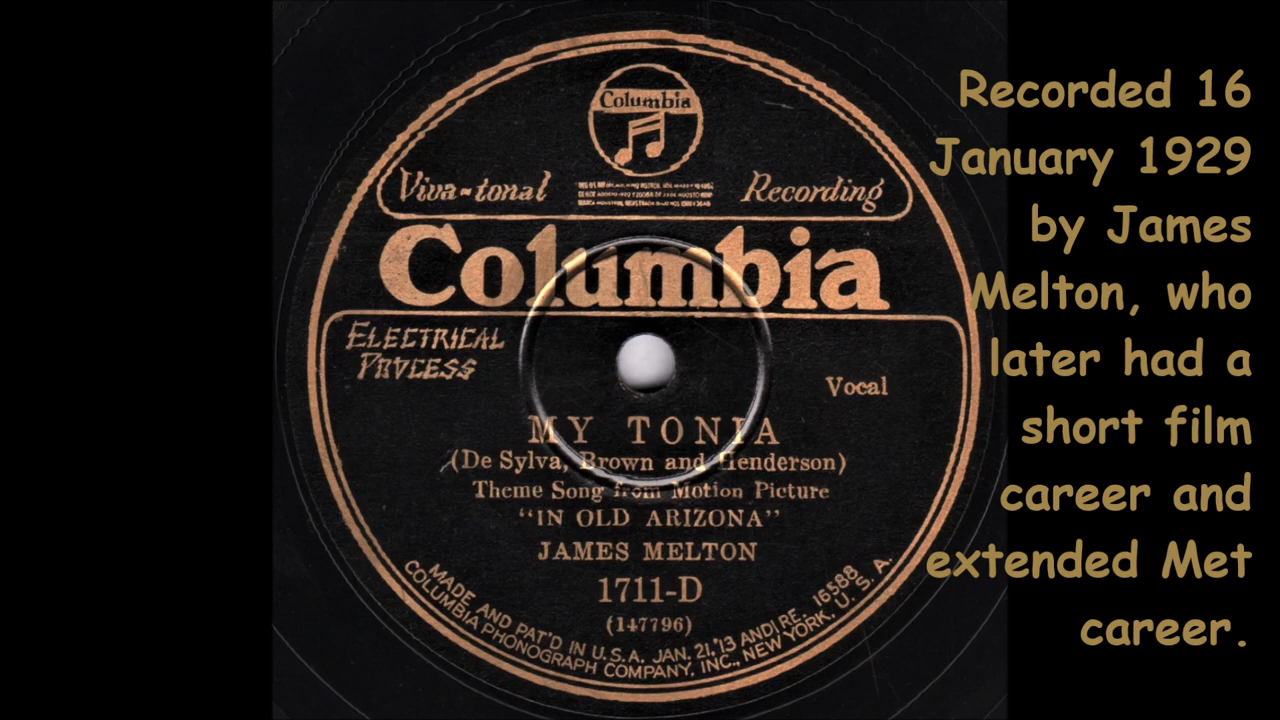 Columbia
Viva-tonal Recording
Columbia
ELECTRICAL
PROCESS
Vocal
MY TONIA
(De Sylva, Brown and Henderson)
Theme Song from Motion Picture
“IN OLD ARIZONA”
JAMES MELTON
1711-D
(147796)
MADE AND PAT'D IN U.S.A. JAN. 21,'13 AND RE. 16588
COLUMBIA PHONOGRAPH COMPANY, INC., NEW YORK, U.S.A.
Recorded 16
January 1929
by James
Melton, who
later had a
short film
career and
extended Met
career.